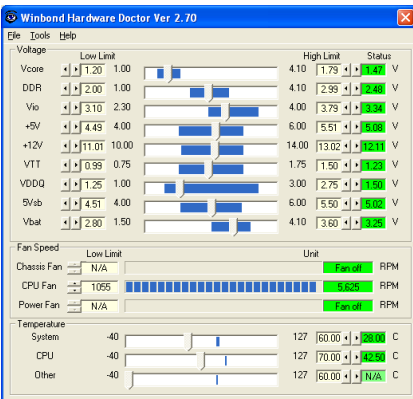 Winbond Hardware Doctor Ver 2.70
File Tools Help
Voltage
Low Limit High Limit Status
Vcore 1.20 1.00 4.10 1.79 1.47 V
DDR 2.00 1.00 4.10 2.99 2.48 V
Vio 3.10 2.30 4.00 3.79 3.34 V
+5V 4.49 4.00 6.00 5.51 5.08 V
+12V 11.01 10.00 14.00 13.02 12.11 V
VTT 0.99 0.75 1.75 1.50 1.23 V
VDDQ 1.25 1.00 3.00 2.75 1.50 V
5Vsb 4.51 4.00 6.00 5.50 5.02 V
Vbat 2.80 1.50 4.10 3.60 3.25 V
Fan Speed
Low Limit Unit
Chassis Fan N/A Fan off RPM
CPU Fan 1055 5,625 RPM
Power Fan N/A Fan off RPM
Temperature
System -40 127 60.00 28.00 C
CPU -40 127 70.00 42.50 C
Other -40 127 60.00 N/A C